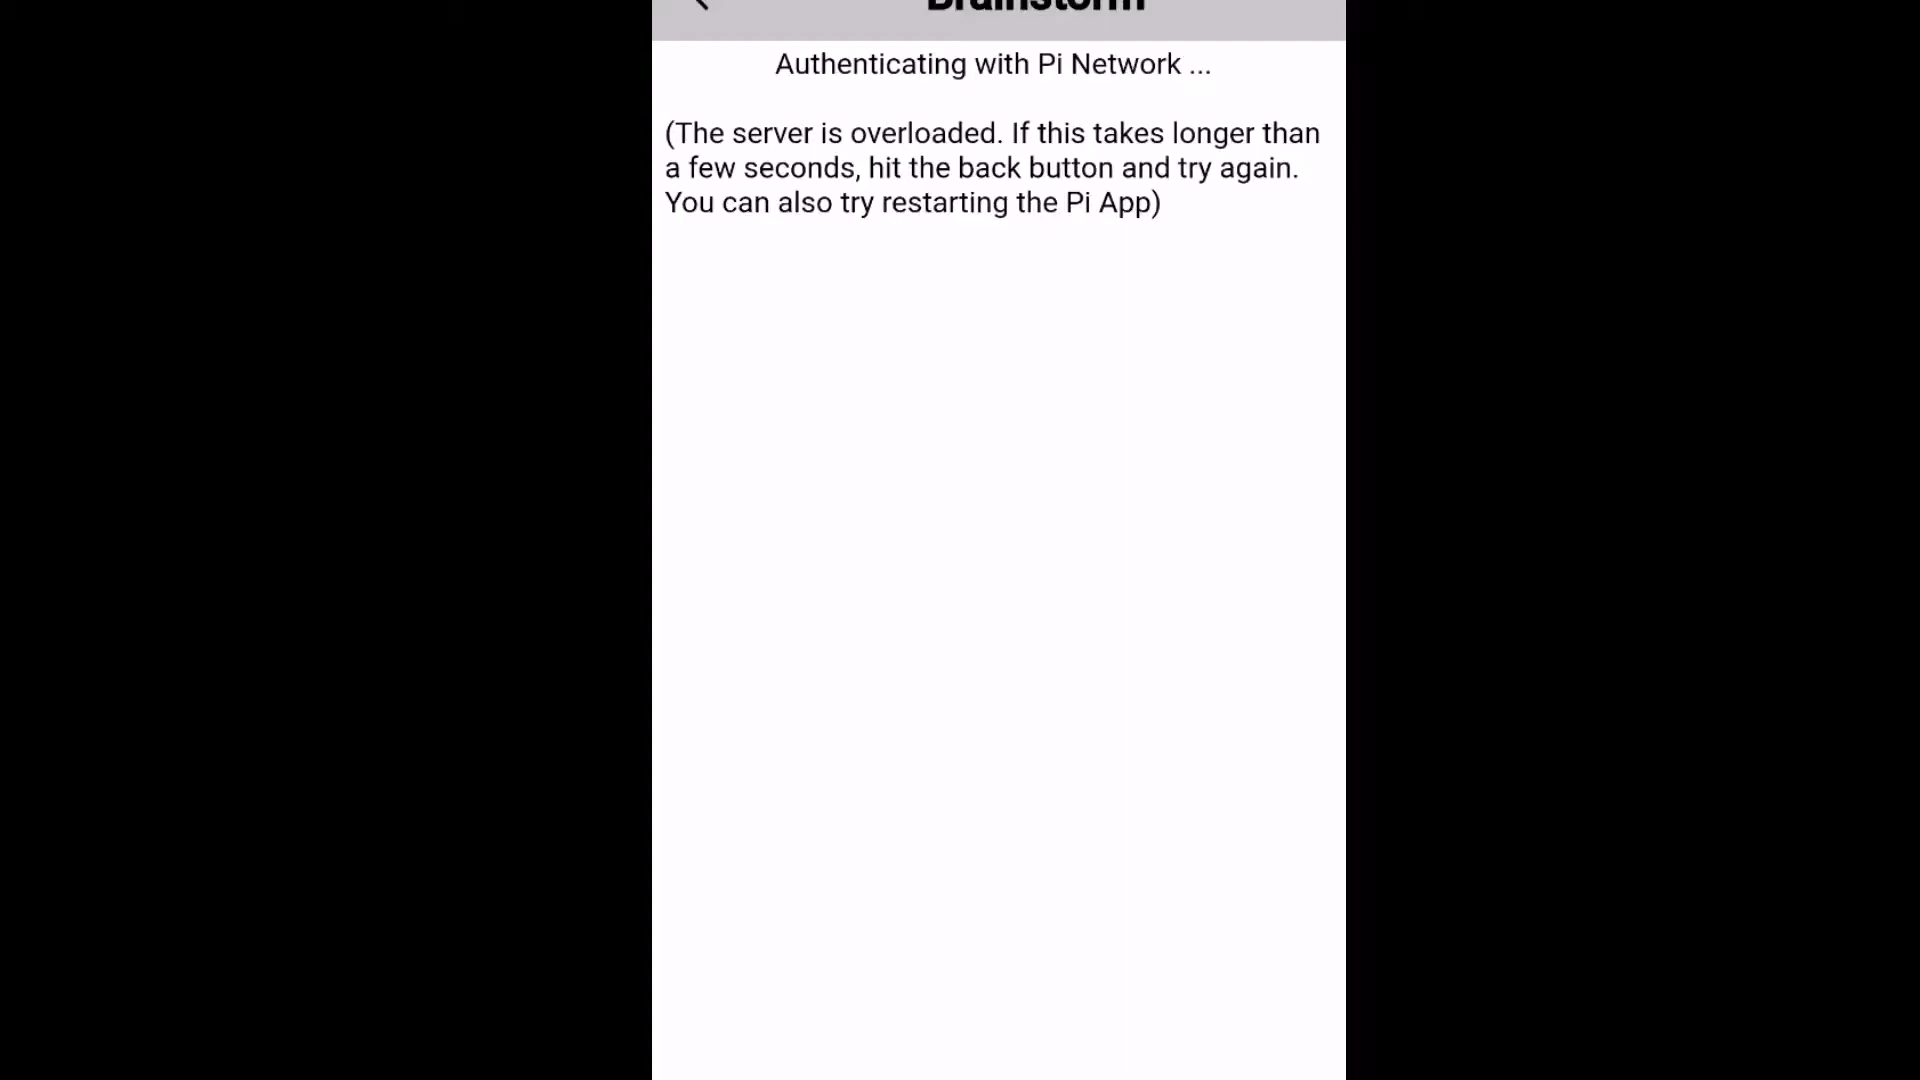 Brainstorm
Authenticating with Pi Network ...
(The server is overloaded. If this takes longer than
a few seconds, hit the back button and try again.
You can also try restarting the Pi App)